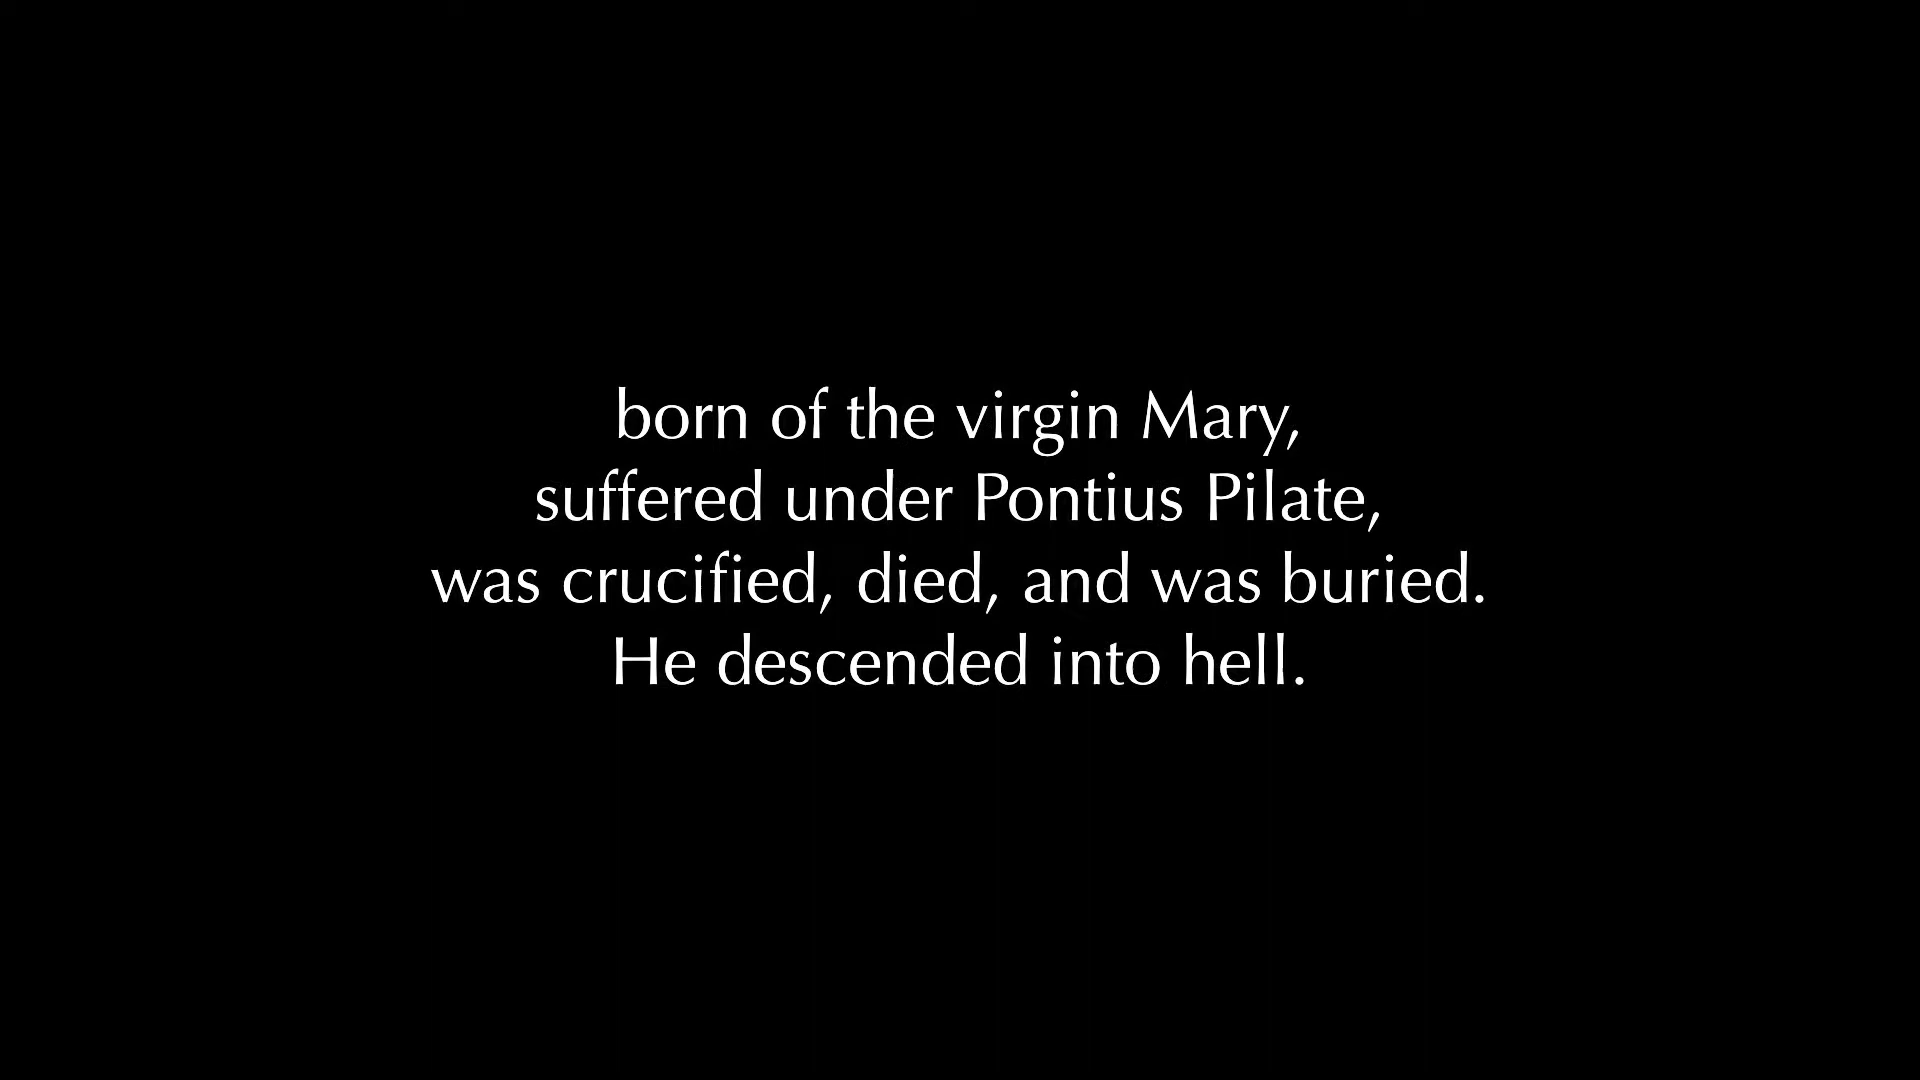 born of the virgin Mary,
suffered under Pontius Pilate,
was crucified, died, and was buried.
He descended into hell.